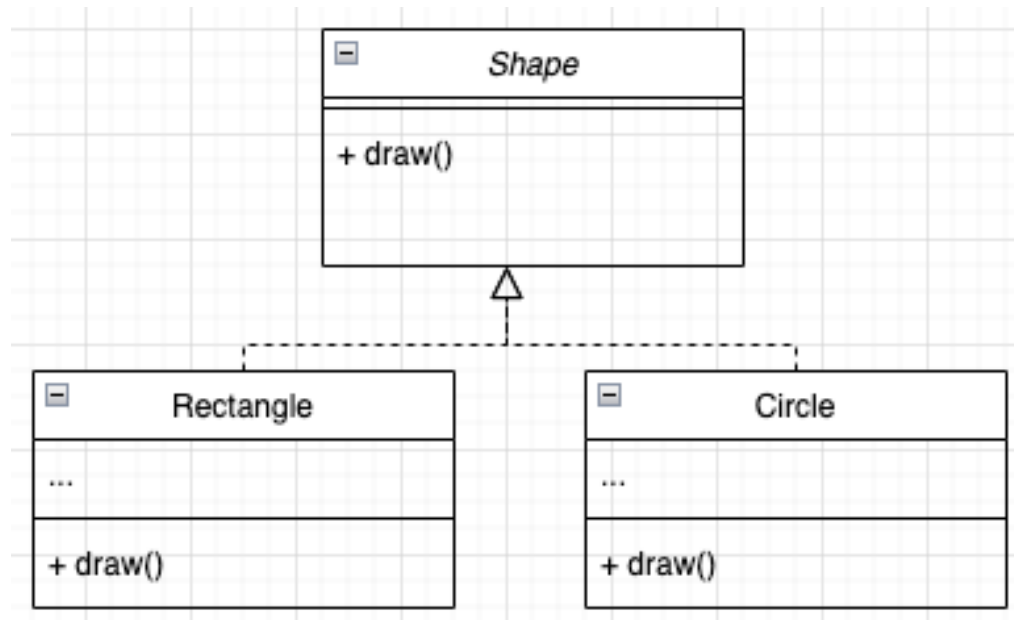 Shape
+ draw()
Rectangle
...
+ draw()
Circle
...
+ draw()